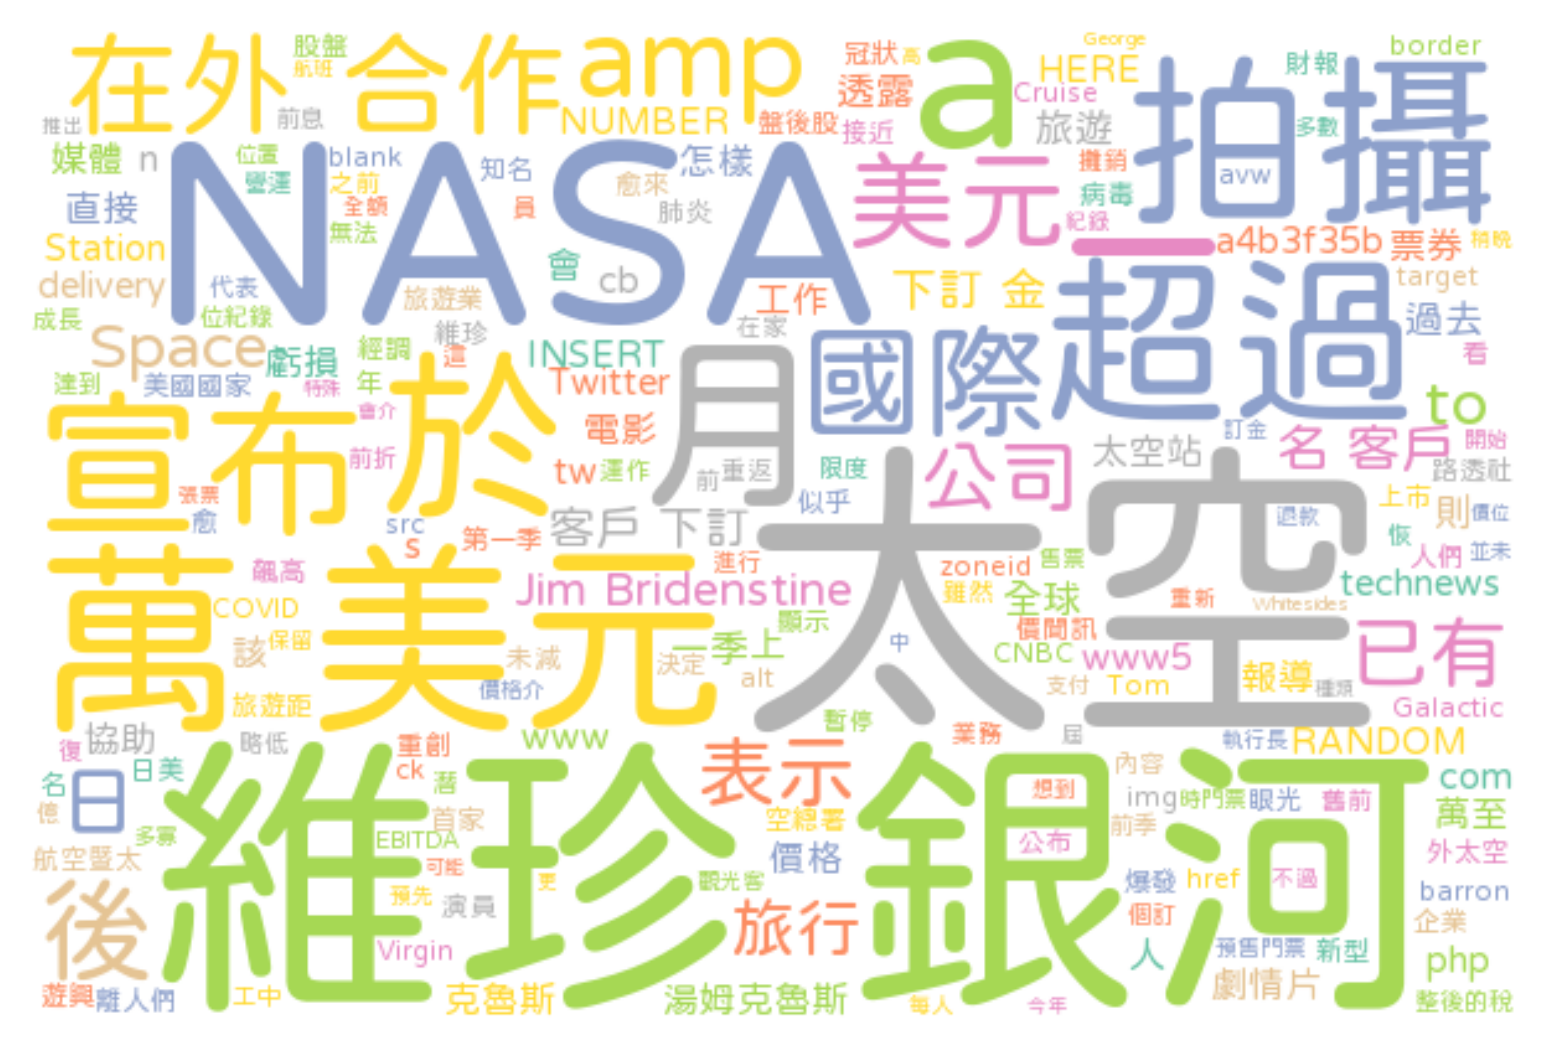 在外 股盤 航班 合作 amp a 冠狀 高 George HERE 財報 border
推出 前息 NUMBER 盤後股 透露 接近 Cruise 旅遊 拍攝 多數
媒體 n 位置 blank 知名 怎樣 美元 攤銷 avw
營運 之前 愈來 病毒
直接 NASA 全額 員 肺炎 紀錄
Station 無法 會 a4b3f35b 票券 稍晚
delivery 代表 旅遊業 cb 工作 下訂 金 超過 target
成長 位紀錄 維珍 在家 過去
Space 虧損 經調 這 INSERT 國際 看
達到 美國國家 特殊 年 Twitter 月 to
宣布 會介 於 電影 公司 太空站 訂金 名 客戶 開始
前折 tw 運作 前 重返 限度 路透社
張票 愈 src 客戶 下訂 似乎 太空 退款 上市 則 價位
s 第一季 進行 zoneid 售票 恢 人們 並未
萬 美元 飆高 Jim Bridenstine 雖然 全球 重新 Whitesides technews
COVID 顯示 價聞訊
該 保留 未減 一季上 決定 中 CNBC www5 已有
旅遊距 價格介 alt 支付 Tom 報導 種類 Galactic
協助 略低 重創 www 暫停 業務 屆 執行長 RANDOM
復 日美 ck 表示 內容 com
名 日 維珍 潛 銀河 想到 img 時門票 眼光 舊前 萬至
億 多寡 首家 空總署 公布 前季
航空暨太 EBITDA 可能 價格 外太空
後 預先 更 觀光客 爆發 href 不過 barron
演員 旅行 個訂 企業
Virgin 人 預售門票 新型 php
遊興 離人們 工中 克魯斯 湯姆克魯斯 每人 今年 劇情片 整後的稅